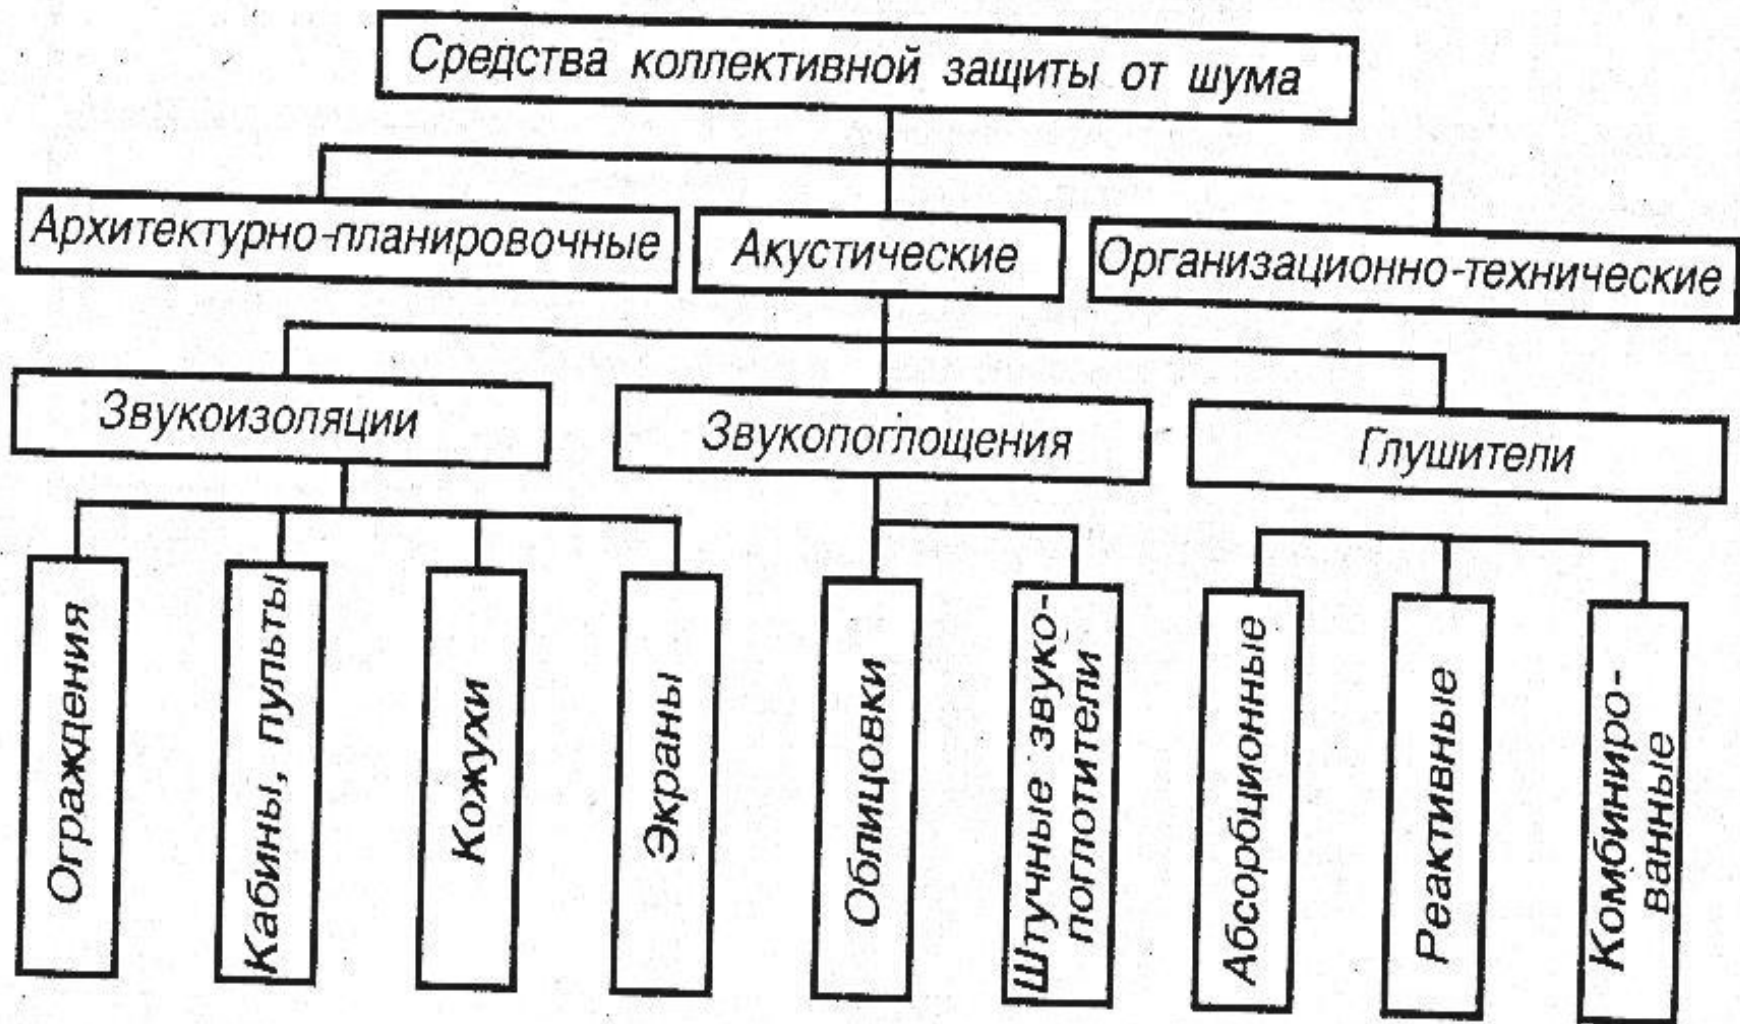 Средства коллективной защиты от шума
Архитектурно-планировочные
Акустические
Организационно-технические
Звукоизоляции
Звукопоглощения
Глушители
Ограждения
Кабины, пульты
Кожухи
Экраны
Облицовки
Штучные звуко-
поглотители
Абсорбционные
Реактивные
Комбиниро-
ванные